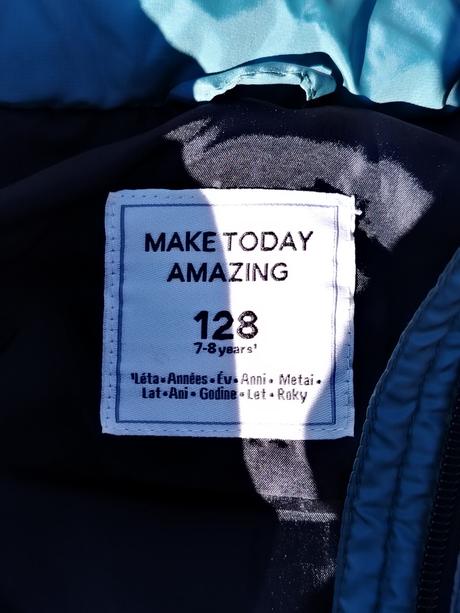 MAKE TODAY
AMAZING
128
7-8 years¹
¹Léta • Années • Év • Anni • Metai •
Lat • Ani • Godine • Let • Roky